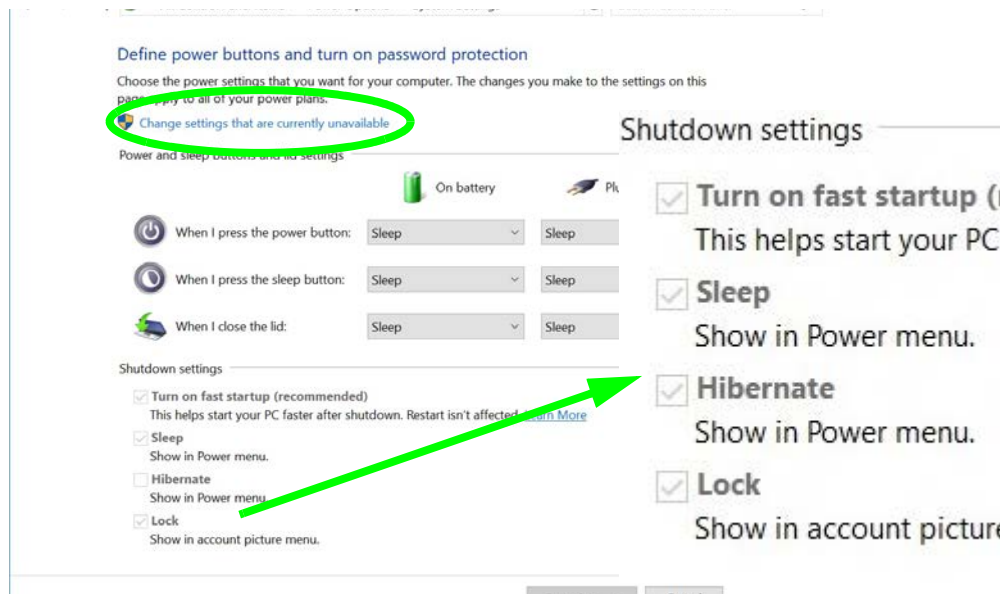 Define power buttons and turn on password protection
Choose the power settings that you want for your computer. The changes you make to the settings on this
page apply to all of your power plans.
Change settings that are currently unavailable
Power and sleep buttons and lid settings
On battery
When I press the power button: Sleep Sleep
When I press the sleep button: Sleep Sleep
When I close the lid: Sleep Sleep
Shutdown settings
Turn on fast startup (recommended)
This helps start your PC faster after shutdown. Restart isn't affected. Learn More
Sleep
Show in Power menu.
Hibernate
Show in Power menu.
Lock
Show in account picture menu.
Shutdown settings
Turn on fast startup (
This helps start your PC
Sleep
Show in Power menu.
Hibernate
Show in Power menu.
Lock
Show in account picture